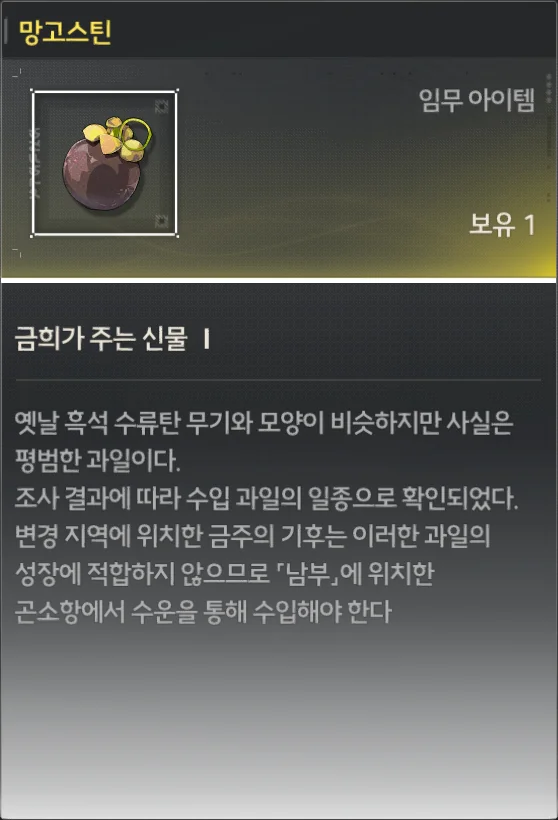 망고스틴
임무 아이템
보유 1
금희가 주는 신물 Ⅰ
옛날 흑석 수류탄 무기와 모양이 비슷하지만 사실은
평범한 과일이다.
조사 결과에 따라 수입 과일의 일종으로 확인되었다.
변경 지역에 위치한 금주의 기후는 이러한 과일의
성장에 적합하지 않으므로 「남부」에 위치한
곤소항에서 수운을 통해 수입해야 한다